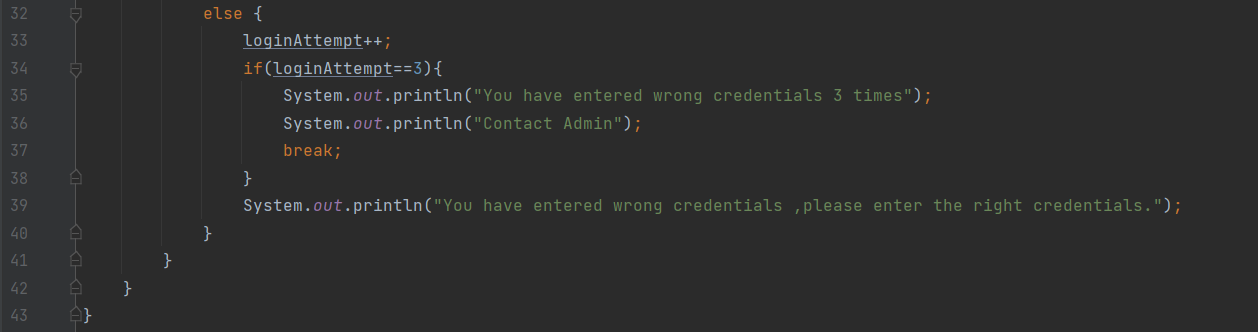 32 else {
33 loginAttempt++;
34 if(loginAttempt==3){
35 System.out.println("You have entered wrong credentials 3 times");
36 System.out.println("Contact Admin");
37 break;
38 }
39 System.out.println("You have entered wrong credentials ,please enter the right credentials.");
40 }
41 }
42 }
43 }